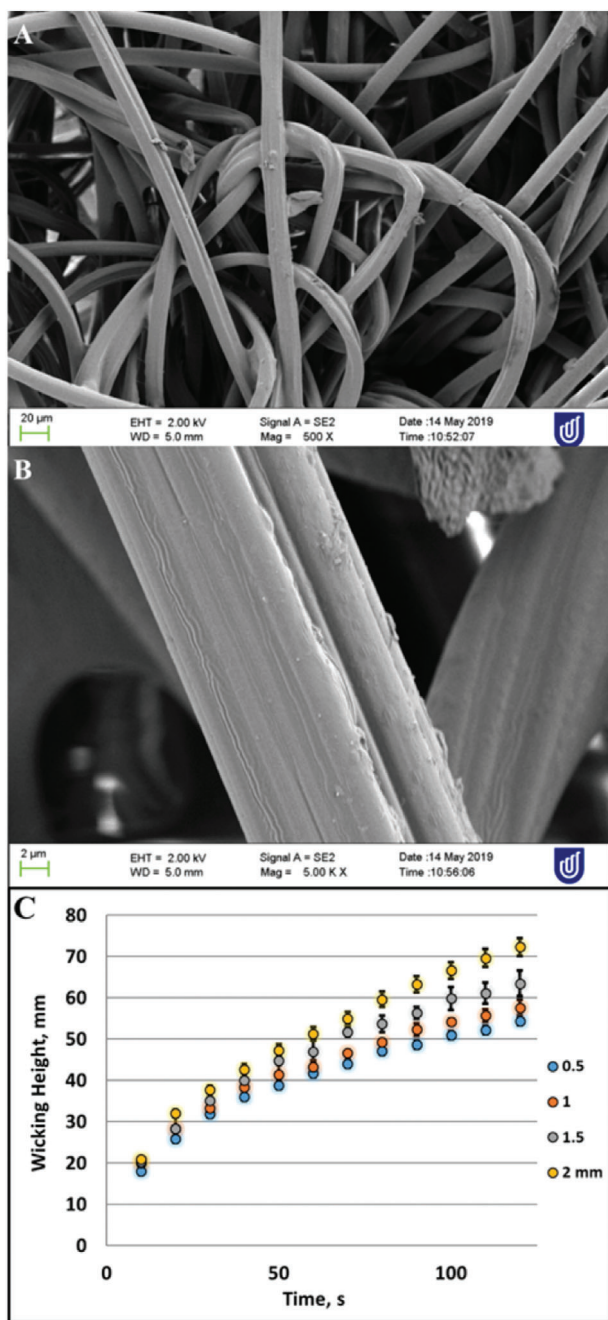 A
20 µm
EHT = 2.00 kV Signal A = SE2 Date :14 May 2019
WD = 5.0 mm Mag = 500 X Time :10:52:07
B
2 µm
EHT = 2.00 kV Signal A = SE2 Date :14 May 2019
WD = 5.0 mm Mag = 5.00 K X Time :10:56:06
C
80
70
60
50
40
30
20
10
0
Wicking Height, mm
0 50 100
Time, s
0.5
1
1.5
2 mm